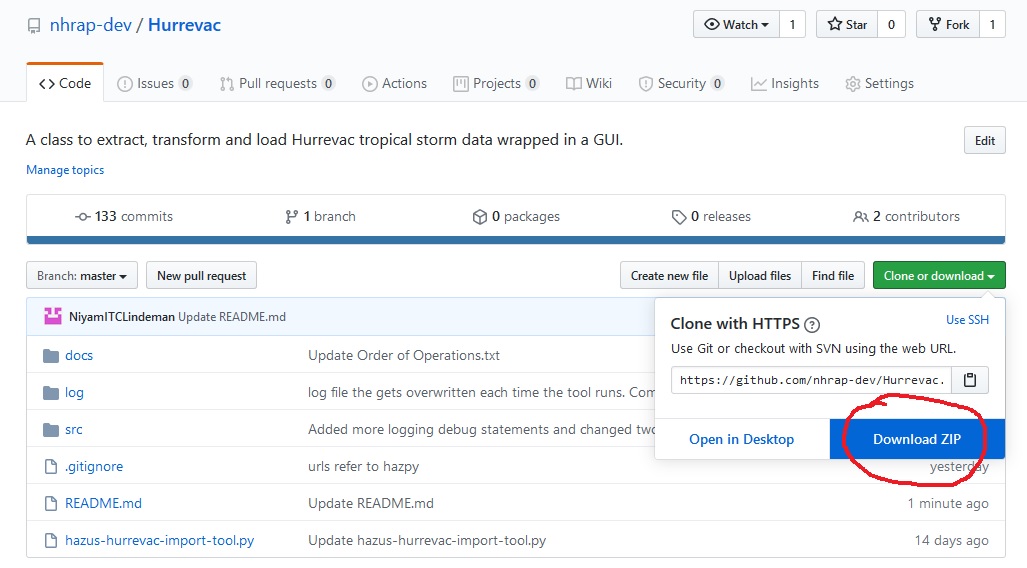 nhrap-dev / Hurrevac
Watch 1 Star 0 Fork 1
Code Issues 0 Pull requests 0 Actions Projects 0 Wiki Security 0 Insights Settings
A class to extract, transform and load Hurrevac tropical storm data wrapped in a GUI.
Edit
Manage topics
133 commits 1 branch 0 packages 0 releases 2 contributors
Branch: master New pull request Create new file Upload files Find file Clone or download
NiyamITCLindeman Update README.md
Clone with HTTPS ? Use SSH
Use Git or checkout with SVN using the web URL.
https://github.com/nhrap-dev/Hurrevac.
Open in Desktop Download ZIP
docs Update Order of Operations.txt
log log file the gets overwritten each time the tool runs. Com
src Added more logging debug statements and changed two
.gitignore urls refer to hazpy yesterday
README.md Update README.md 1 minute ago
hazus-hurrevac-import-tool.py Update hazus-hurrevac-import-tool.py 14 days ago